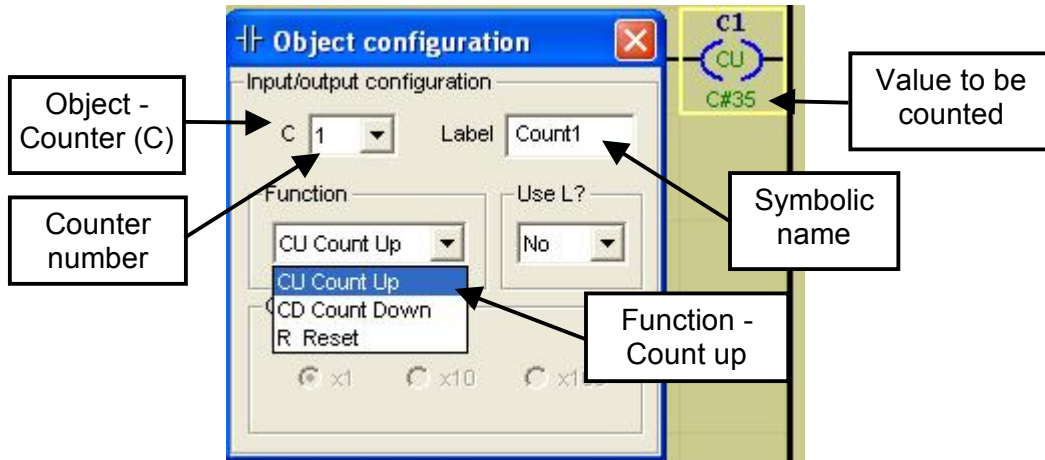 Object configuration
C1
CU
C#35
Input/output configuration
Object -
Counter (C)
Value to be
counted
C 1 Label Count1
Function
Use L?
Symbolic
name
Counter
number
CU Count Up
No
CU Count Up
CD Count Down
R Reset
Function -
Count up
x1 x10